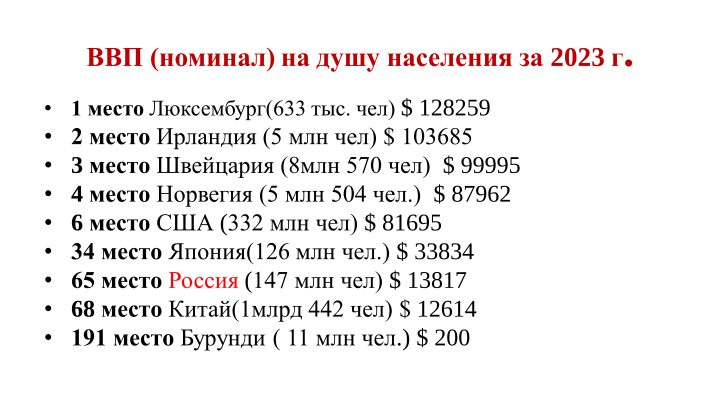 ВВП (номинал) на душу населения за 2023 г.
• 1 место Люксембург(633 тыс. чел) $ 128259
• 2 место Ирландия (5 млн чел) $ 103685
• 3 место Швейцария (8млн 570 чел)  $ 99995
• 4 место Норвегия (5 млн 504 чел.)  $ 87962
• 6 место США (332 млн чел) $ 81695
• 34 место Япония(126 млн чел.) $ 33834
• 65 место Россия (147 млн чел) $ 13817
• 68 место Китай(1млрд 442 чел) $ 12614
• 191 место Бурунди ( 11 млн чел.) $ 200